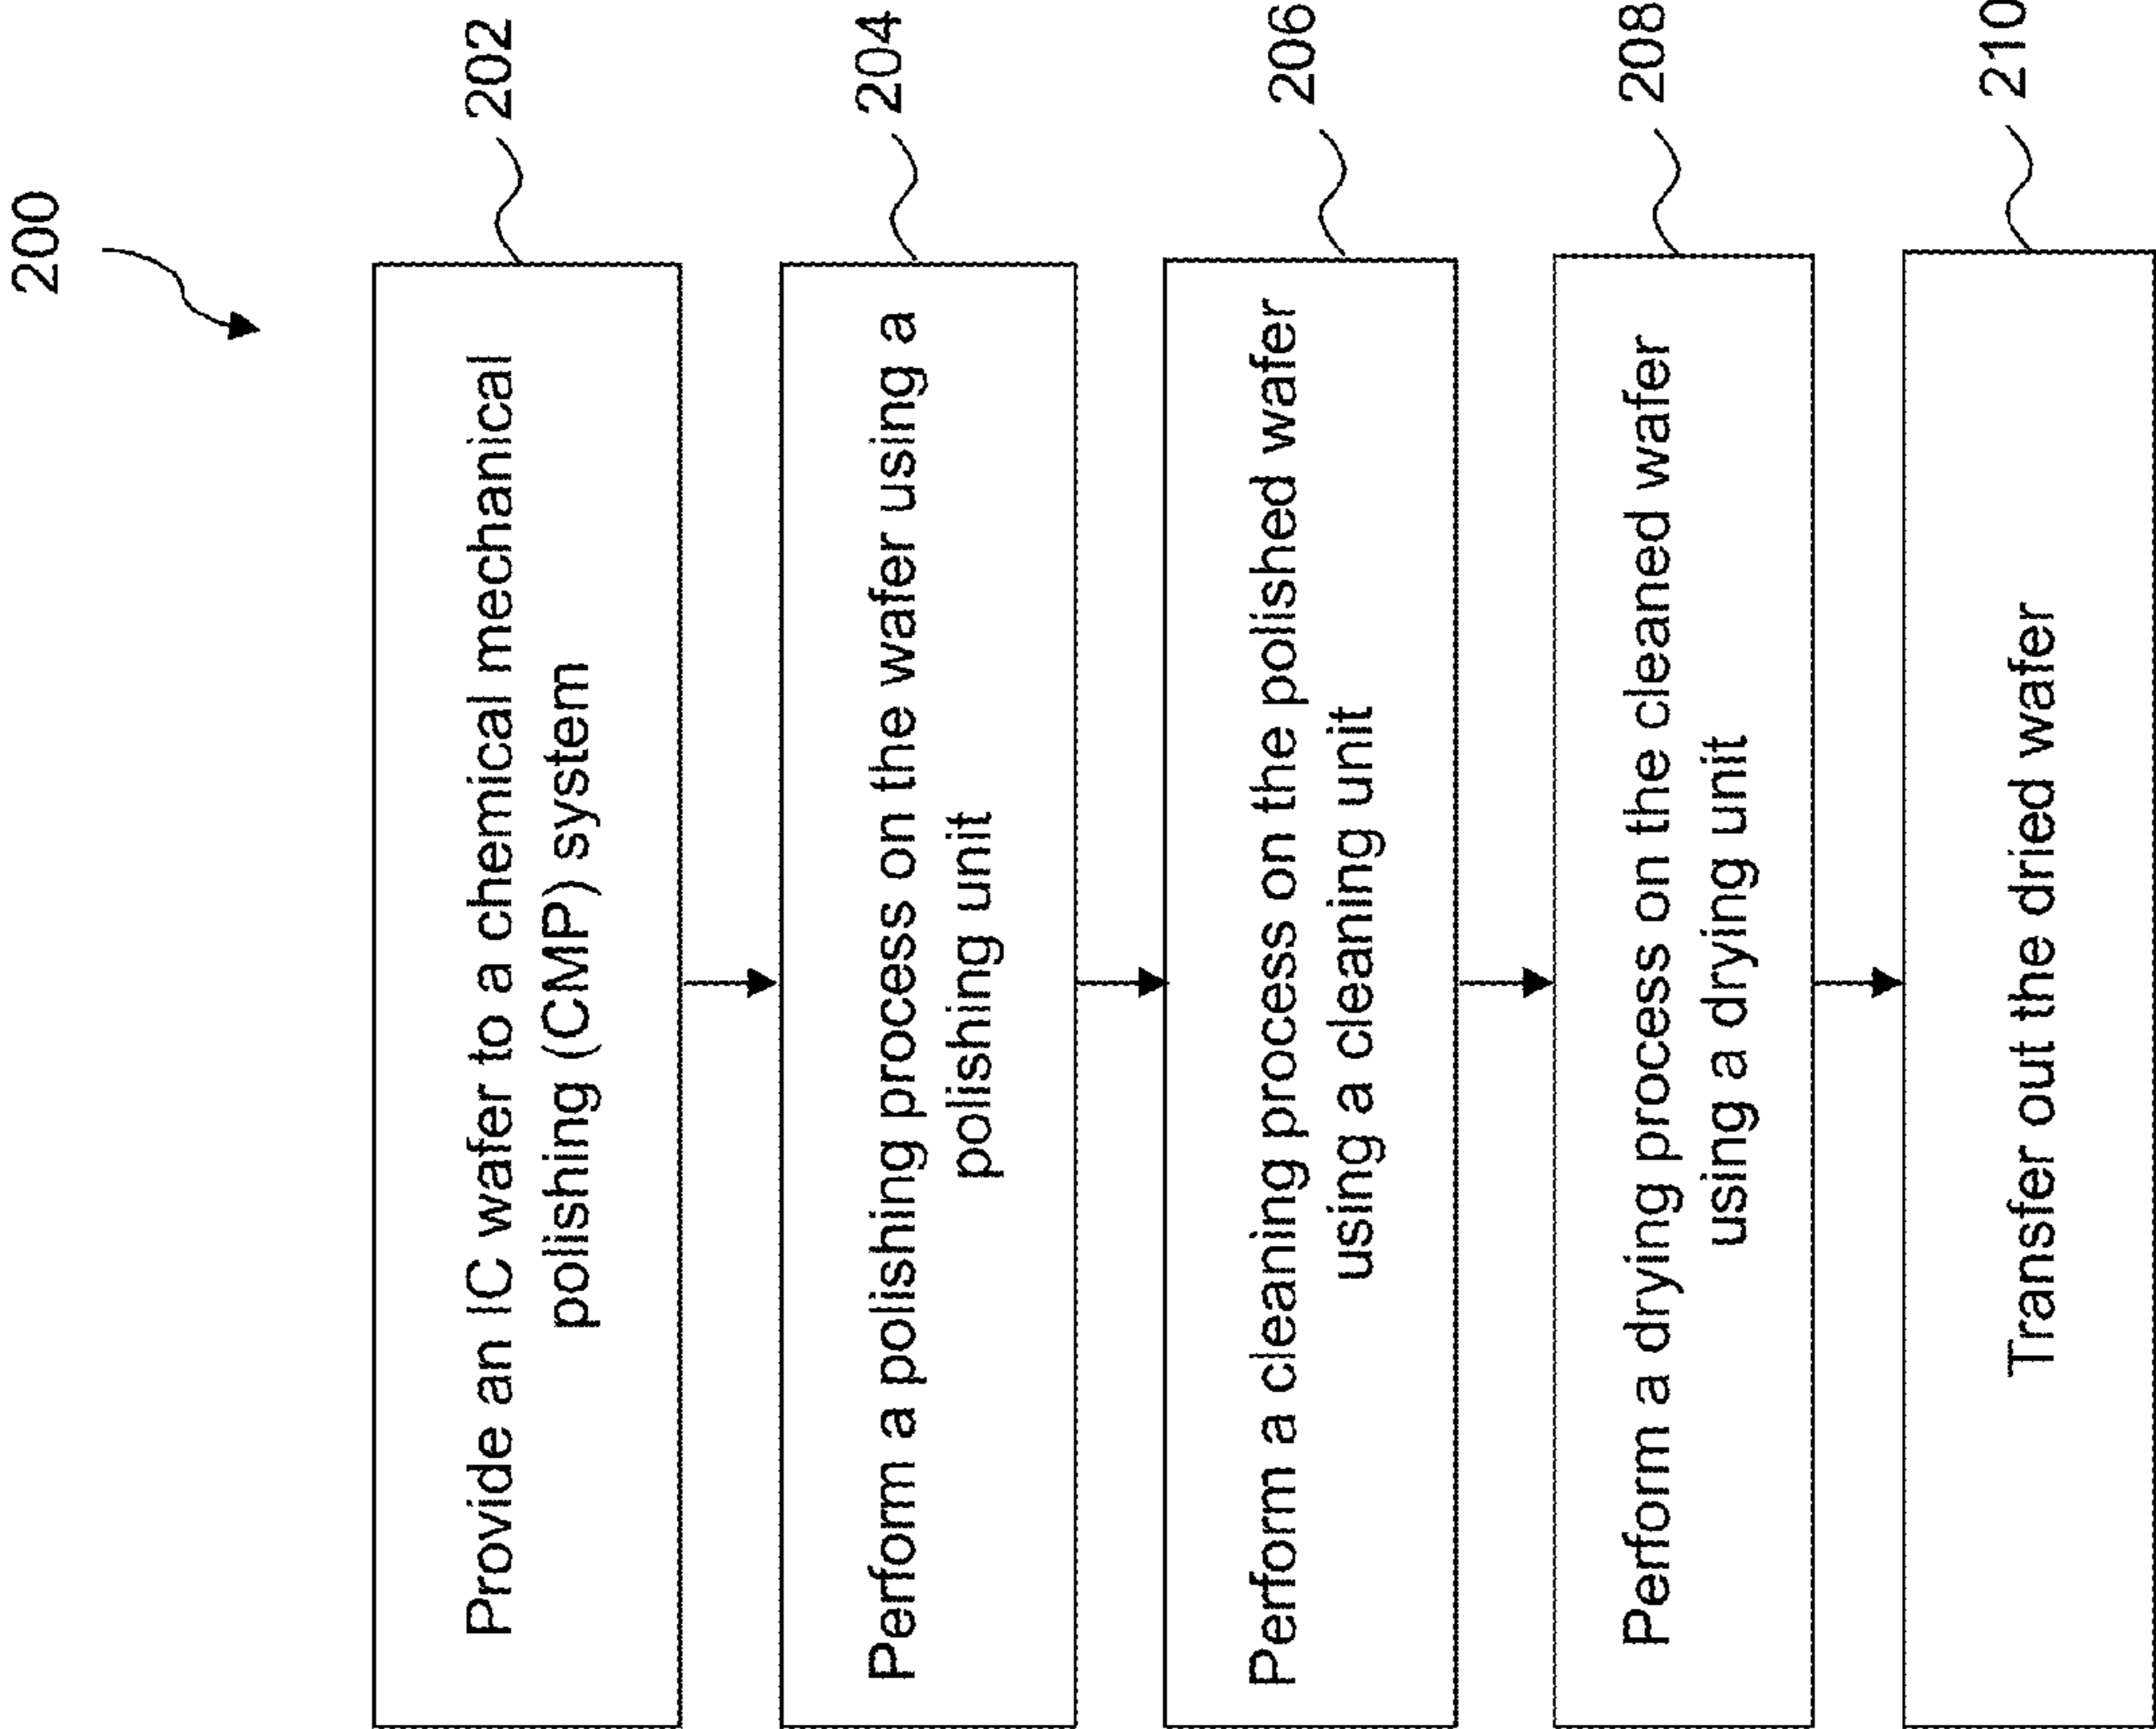 200
Provide an IC wafer to a chemical mechanical
polishing (CMP) system
202
Perform a polishing process on the wafer using a
polishing unit
204
Perform a cleaning process on the polished wafer
using a cleaning unit
206
Perform a drying process on the cleaned wafer
using a drying unit
208
Transfer out the dried wafer
210